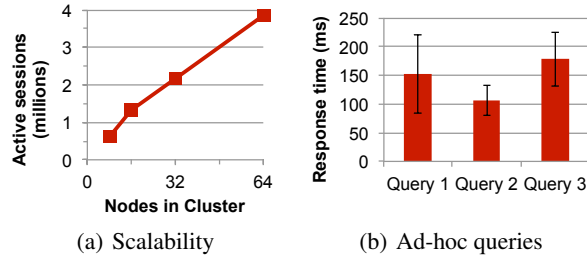 4
3
2
1
0
0 32 64
Active sessions
(millions)
Nodes in Cluster
(a) Scalability
250
200
150
100
50
0
Response time (ms)
Query 1 Query 2 Query 3
(b) Ad-hoc queries